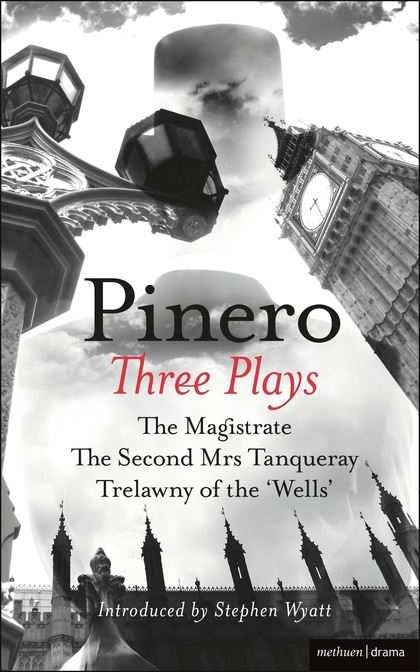 Pinero
Three Plays
The Magistrate
The Second Mrs Tanqueray
Trelawny of the ‘Wells’
Introduced by Stephen Wyatt
methuen | drama